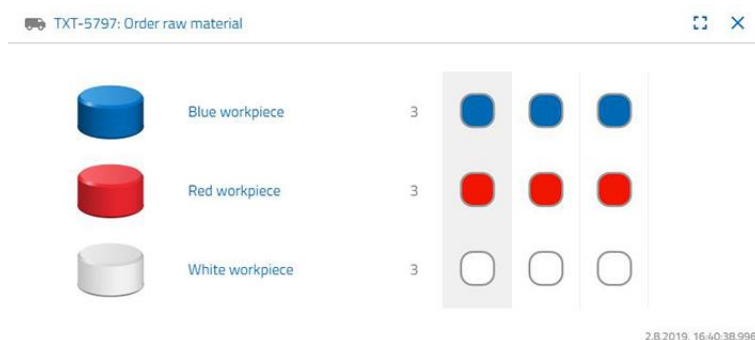 TXT-5797: Order raw material
Blue workpiece 3
Red workpiece 3
White workpiece 3
2.8.2019, 16:40:38.996